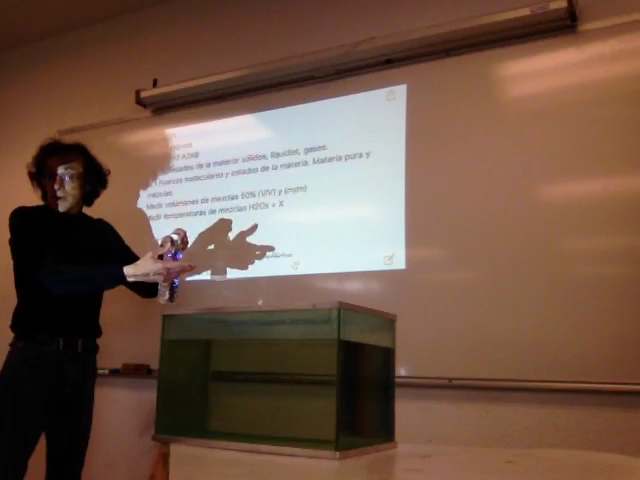 edades de la materia: sólidos, líquidos, gases.
Fuerzas moleculares y estados de la materia. Materia pura y
mezclas.
Medir volúmenes de mezclas 50% (V/V) y (m/m)
Medir temperaturas de mezclas H2Os + X